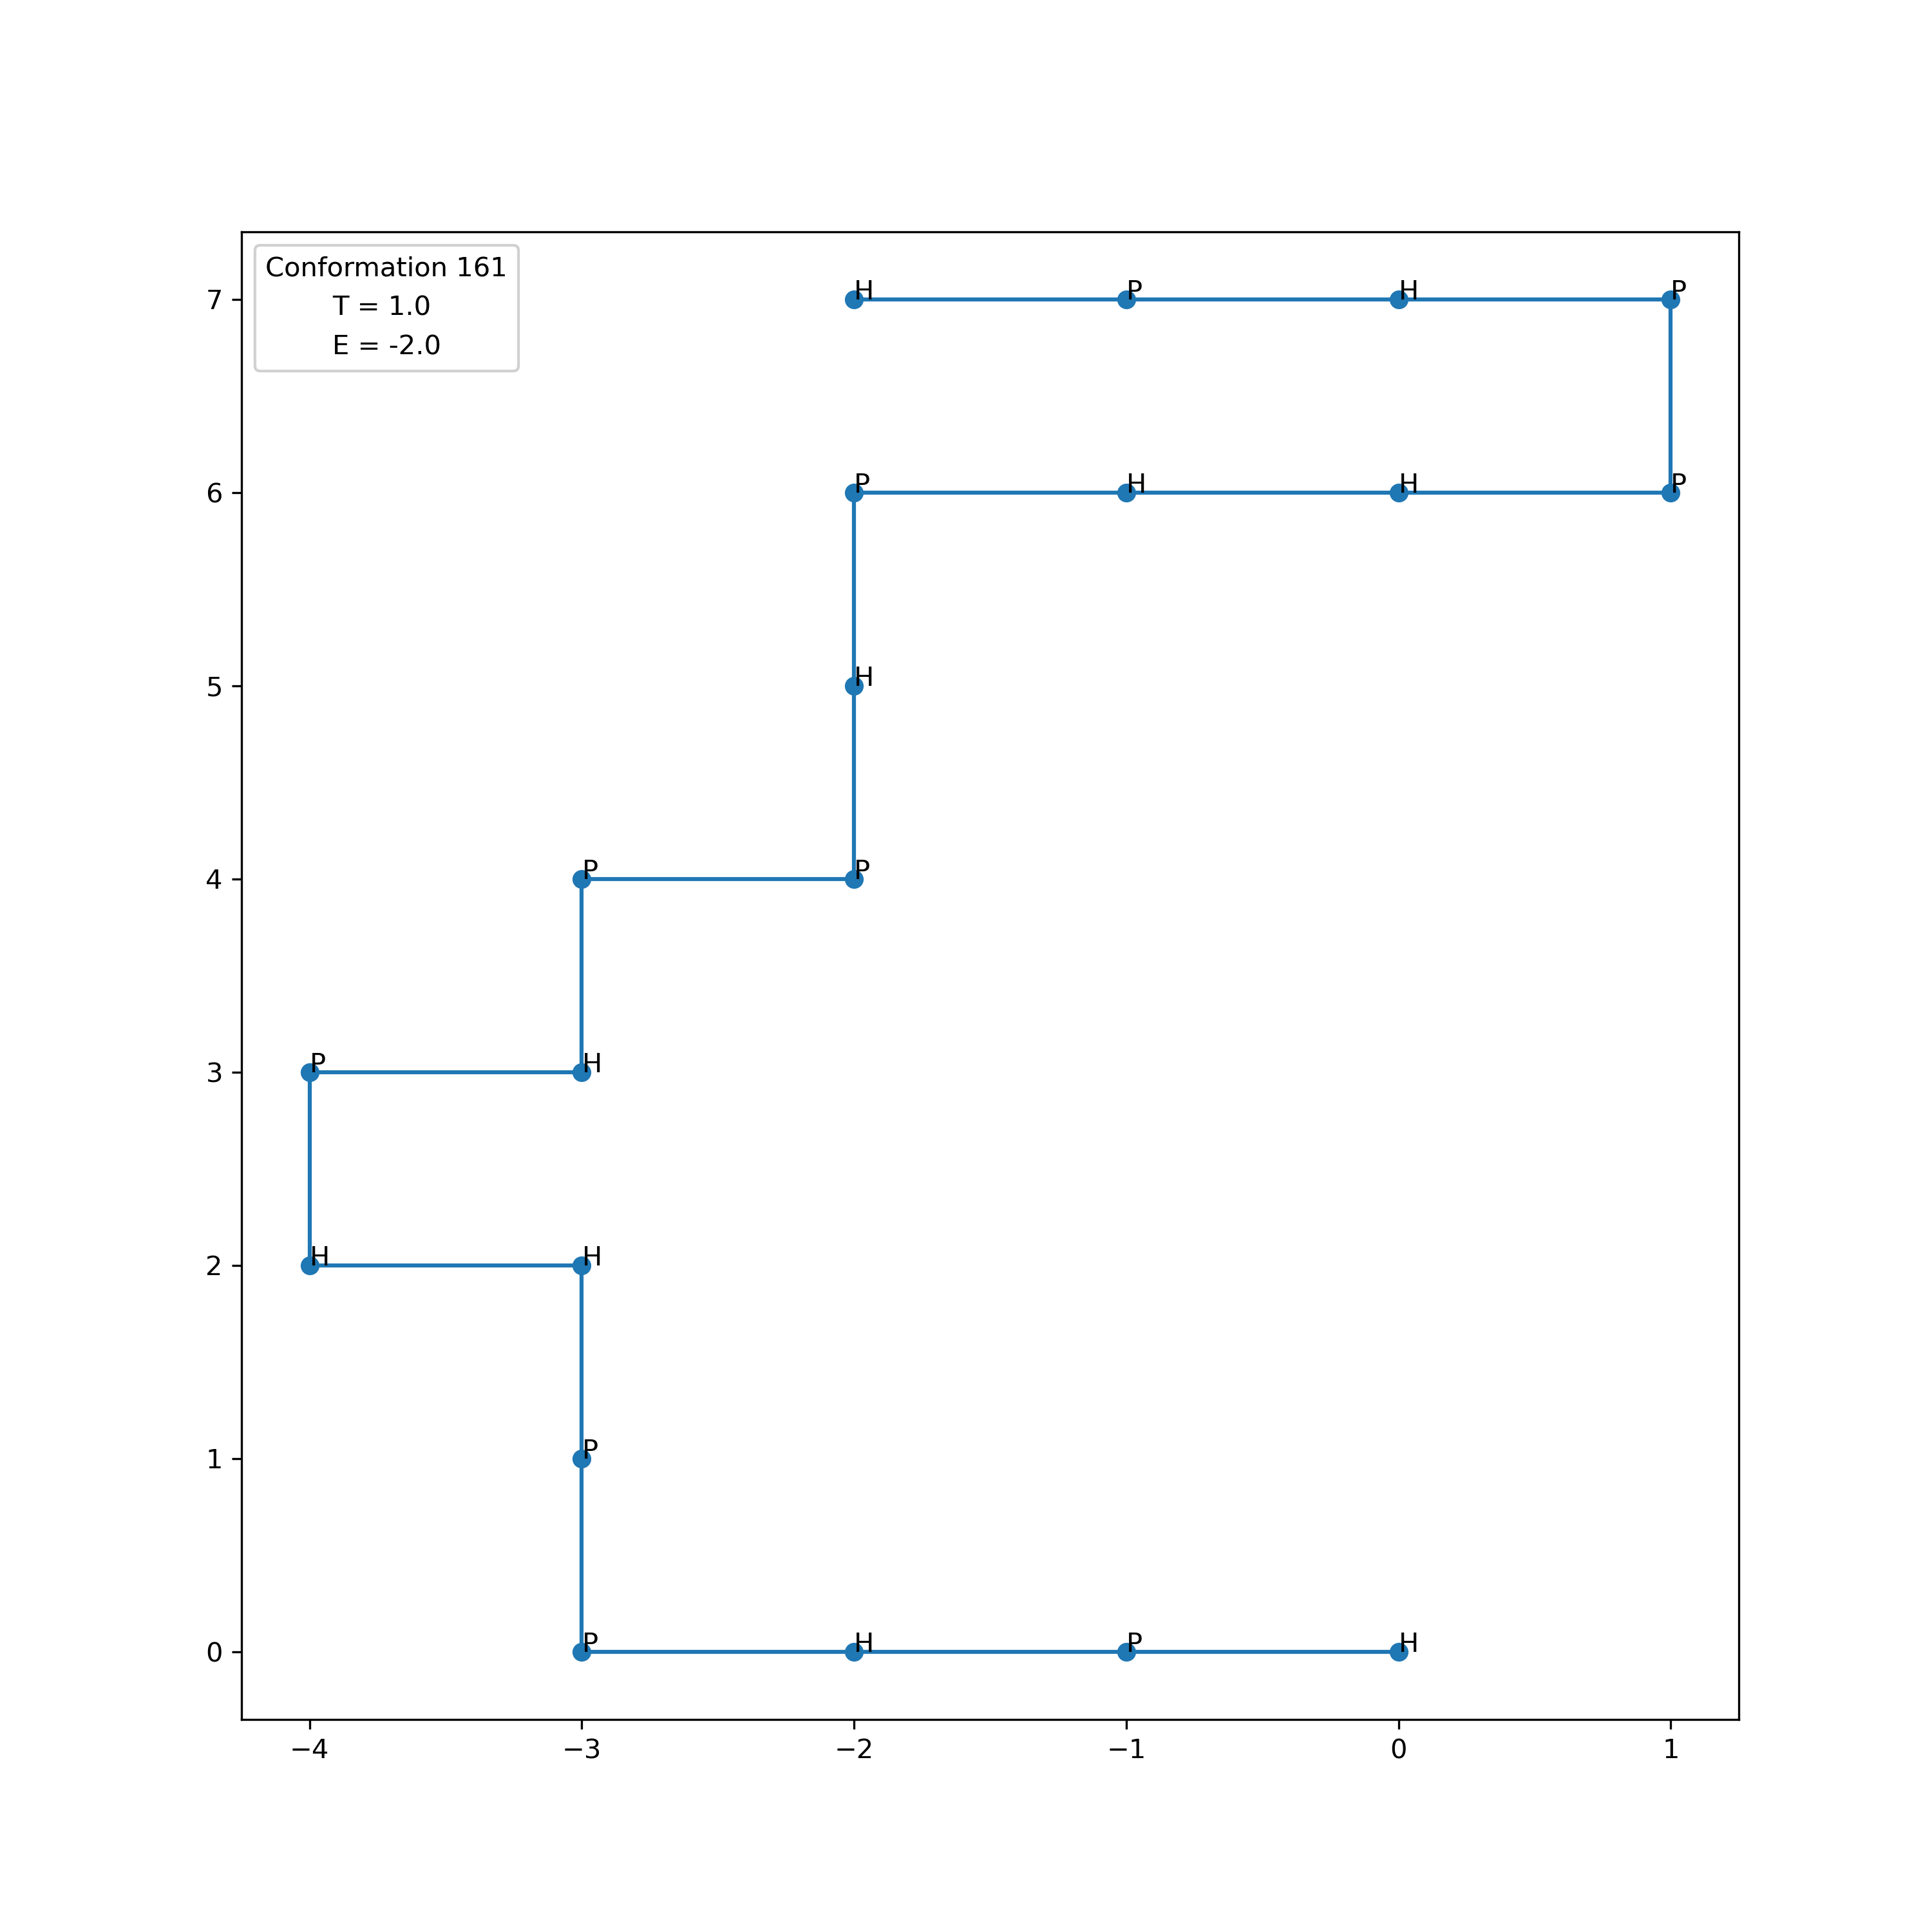 Conformation 161
T = 1.0
E = -2.0
7
H P H P
6
P H H P
5
H
4
P P
3
P H
2
H H
1
P
0
P H P H
−4 −3 −2 −1 0 1